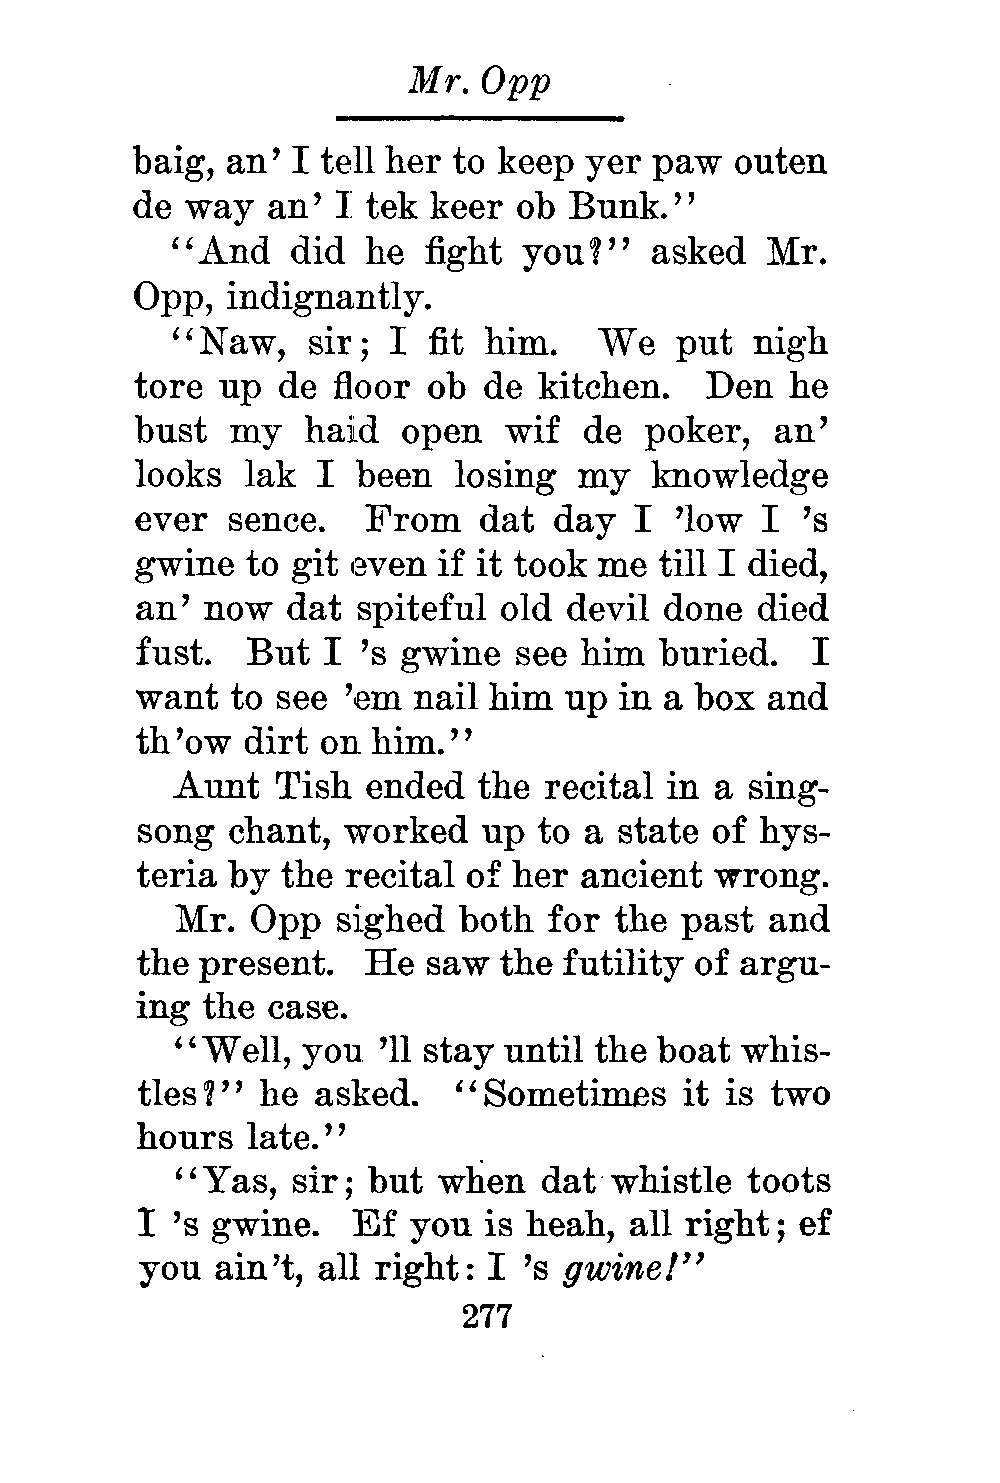 Mr. Opp
baig, an' I tell her to keep yer paw outen
de way an' I tek keer ob Bunk."
"And did he fight you?" asked Mr.
Opp, indignantly.
"Naw, sir; I fit him. We put nigh
tore up de floor ob de kitchen. Den he
bust my haid open wif de poker, an'
looks lak I been losing my knowledge
ever sence. From dat day I 'low I 's
gwine to git even if it took me till I died,
an' now dat spiteful old devil done died
fust. But I 's gwine see him buried. I
want to see 'em nail him up in a box and
th'ow dirt on him."
Aunt Tish ended the recital in a sing-
song chant, worked up to a state of hys-
teria by the recital of her ancient wrong.
Mr. Opp sighed both for the past and
the present. He saw the futility of argu-
ing the case.
"Well, you 'll stay until the boat whis-
tles?" he asked. "Sometimes it is two
hours late."
"Yas, sir; but when dat whistle toots
I 's gwine. Ef you is heah, all right; ef
you ain't, all right: I 's gwine!"
277